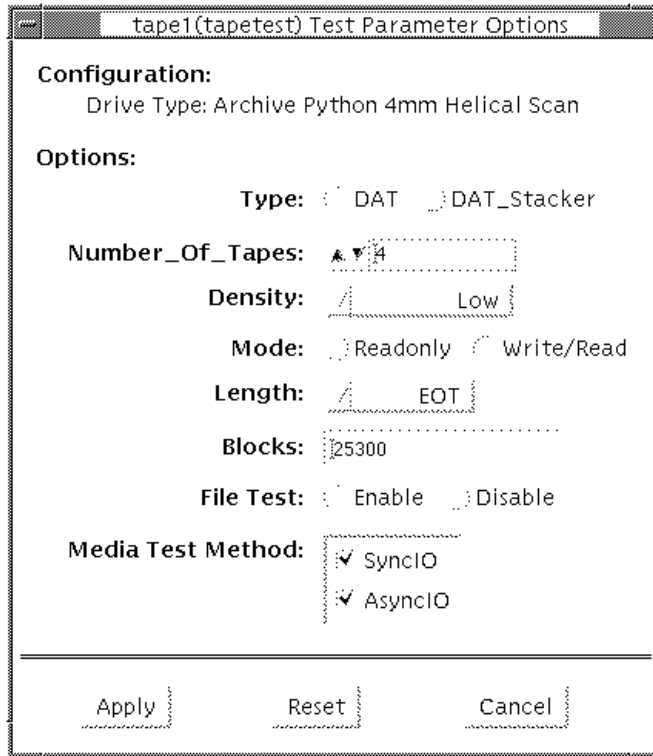 tape1(tapetest) Test Parameter Options
Configuration:
Drive Type: Archive Python 4mm Helical Scan
Options:
Type: DAT DAT_Stacker
Number_Of_Tapes: 4
Density: Low
Mode: Readonly Write/Read
Length: EOT
Blocks: 25300
File Test: Enable Disable
Media Test Method: SyncIO
AsyncIO
Apply Reset Cancel